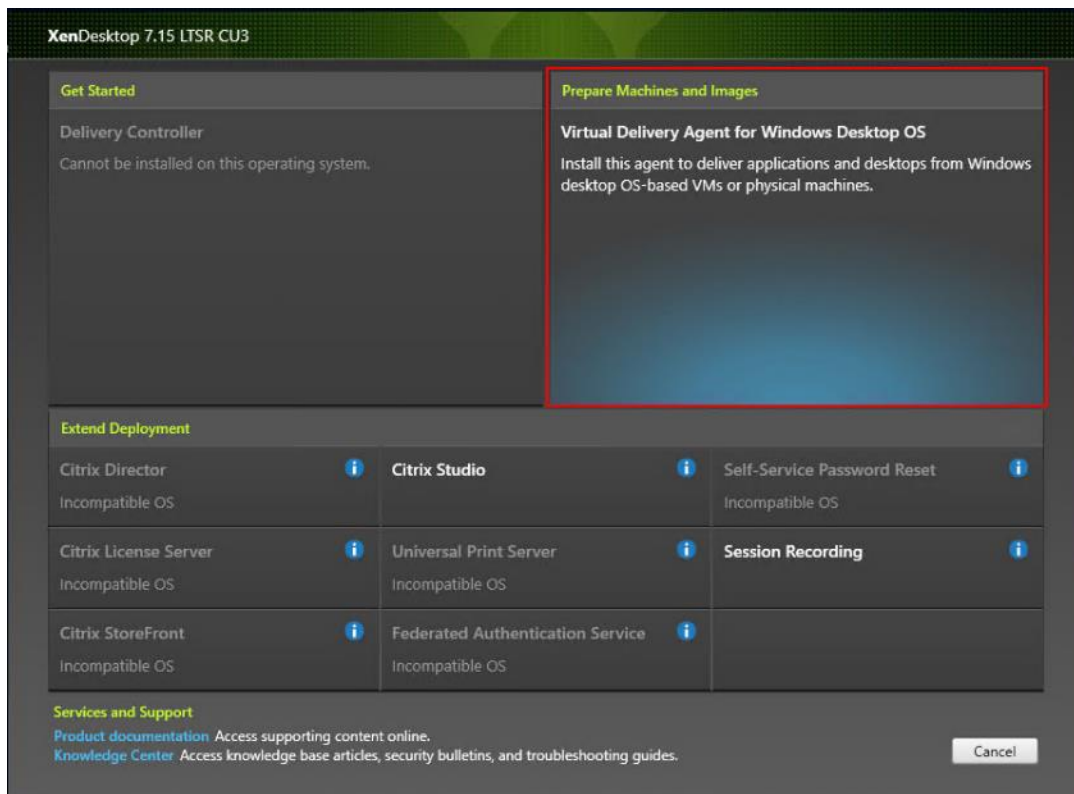 XenDesktop 7.15 LTSR CU3
Get Started
Delivery Controller
Cannot be installed on this operating system.
Prepare Machines and Images
Virtual Delivery Agent for Windows Desktop OS
Install this agent to deliver applications and desktops from Windows
desktop OS-based VMs or physical machines.
Extend Deployment
Citrix Director
Incompatible OS
Citrix Studio
Self-Service Password Reset
Incompatible OS
Citrix License Server
Incompatible OS
Universal Print Server
Incompatible OS
Session Recording
Citrix StoreFront
Incompatible OS
Federated Authentication Service
Incompatible OS
Services and Support
Product documentation Access supporting content online.
Knowledge Center Access knowledge base articles, security bulletins, and troubleshooting guides.
Cancel